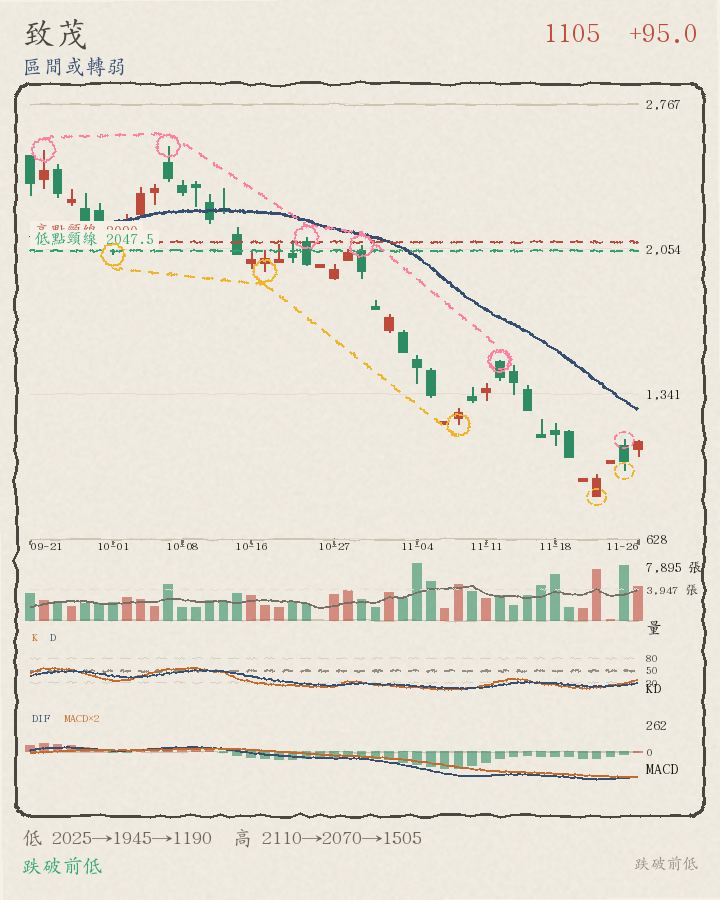 致茂
1105 +95.0
區間或轉弱
2,767
低點頸線 2047.5
2,054
1,341
628
09-21 10-01 10-08 10-16 10-27 11-04 11-11 11-18 11-26
7,895 張
3,947 張
量
K D
80
50
KD
DIF MACD×2
262
0
MACD
低 2025→1945→1190 高 2110→2070→1505
跌破前低
跌破前低